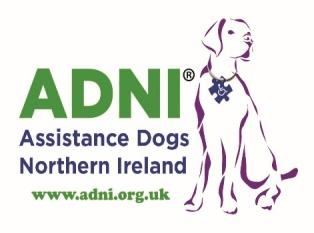 ADNI®
Assistance Dogs
Northern Ireland
www.adni.org.uk